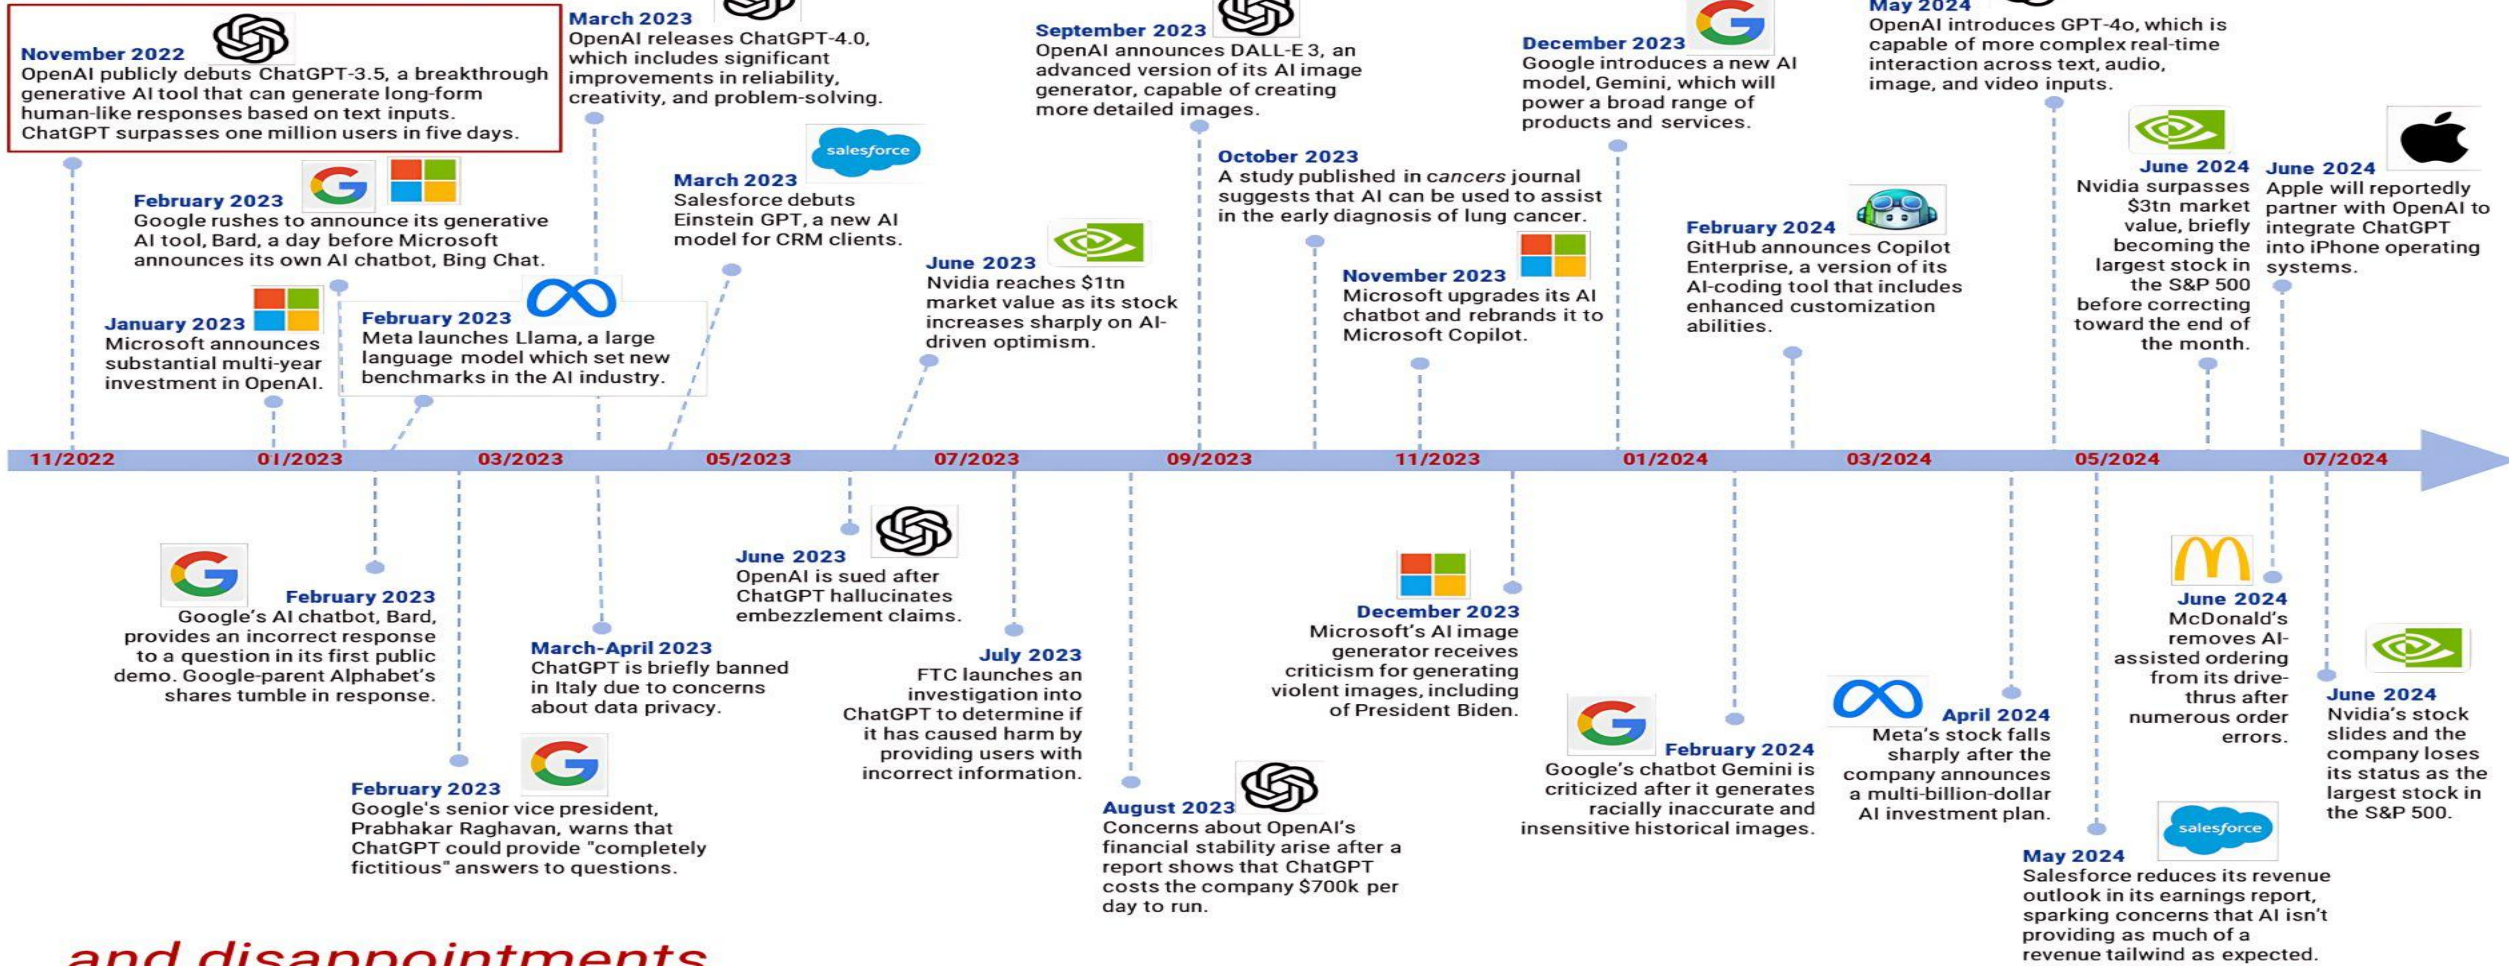 November 2022
OpenAI publicly debuts ChatGPT-3.5, a breakthrough
generative AI tool that can generate long-form
human-like responses based on text inputs.
ChatGPT surpasses one million users in five days.
March 2023
OpenAI releases ChatGPT-4.0,
which includes significant
improvements in reliability,
creativity, and problem-solving.
September 2023
OpenAI announces DALL-E 3, an
advanced version of its AI image
generator, capable of creating
more detailed images.
December 2023
Google introduces a new AI
model, Gemini, which will
power a broad range of
products and services.
May 2024
OpenAI introduces GPT-4o, which is
capable of more complex real-time
interaction across text, audio,
image, and video inputs.
February 2023
Google rushes to announce its generative
AI tool, Bard, a day before Microsoft
announces its own AI chatbot, Bing Chat.
salesforce
March 2023
Salesforce debuts
Einstein GPT, a new AI
model for CRM clients.
October 2023
A study published in cancers journal
suggests that AI can be used to assist
in the early diagnosis of lung cancer.
June 2024
Nvidia surpasses
$3tn market
value, briefly
becoming the
largest stock in
the S&P 500
before correcting
toward the end of
the month.
June 2024
Apple will reportedly
partner with OpenAI to
integrate ChatGPT
into iPhone operating
systems.
January 2023
Microsoft announces
substantial multi-year
investment in OpenAI.
February 2023
Meta launches Llama, a large
language model which set new
benchmarks in the AI industry.
June 2023
Nvidia reaches $1tn
market value as its stock
increases sharply on AI-
driven optimism.
November 2023
Microsoft upgrades its AI
chatbot and rebrands it to
Microsoft Copilot.
February 2024
GitHub announces Copilot
Enterprise, a version of its
AI-coding tool that includes
enhanced customization
abilities.
11/2022
01/2023
03/2023
05/2023
07/2023
09/2023
11/2023
01/2024
03/2024
05/2024
07/2024
February 2023
Google's AI chatbot, Bard,
provides an incorrect response
to a question in its first public
demo. Google-parent Alphabet's
shares tumble in response.
February 2023
Google's senior vice president,
Prabhakar Raghavan, warns that
ChatGPT could provide "completely
fictitious" answers to questions.
March-April 2023
ChatGPT is briefly banned
in Italy due to concerns
about data privacy.
June 2023
OpenAI is sued after
ChatGPT hallucinates
embezzlement claims.
July 2023
FTC launches an
investigation into
ChatGPT to determine if
it has caused harm by
providing users with
incorrect information.
August 2023
Concerns about OpenAI's
financial stability arise after a
report shows that ChatGPT
costs the company $700k per
day to run.
December 2023
Microsoft's AI image
generator receives
criticism for generating
violent images, including
of President Biden.
February 2024
Google's chatbot Gemini is
criticized after it generates
racially inaccurate and
insensitive historical images.
April 2024
Meta's stock falls
sharply after the
company announces
a multi-billion-dollar
AI investment plan.
salesforce
May 2024
Salesforce reduces its revenue
outlook in its earnings report,
sparking concerns that AI isn't
providing as much of a
revenue tailwind as expected.
June 2024
McDonald's
removes AI-
assisted ordering
from its drive-
thrus after
numerous order
errors.
June 2024
Nvidia's stock
slides and the
company loses
its status as the
largest stock in
the S&P 500.
and disappointments